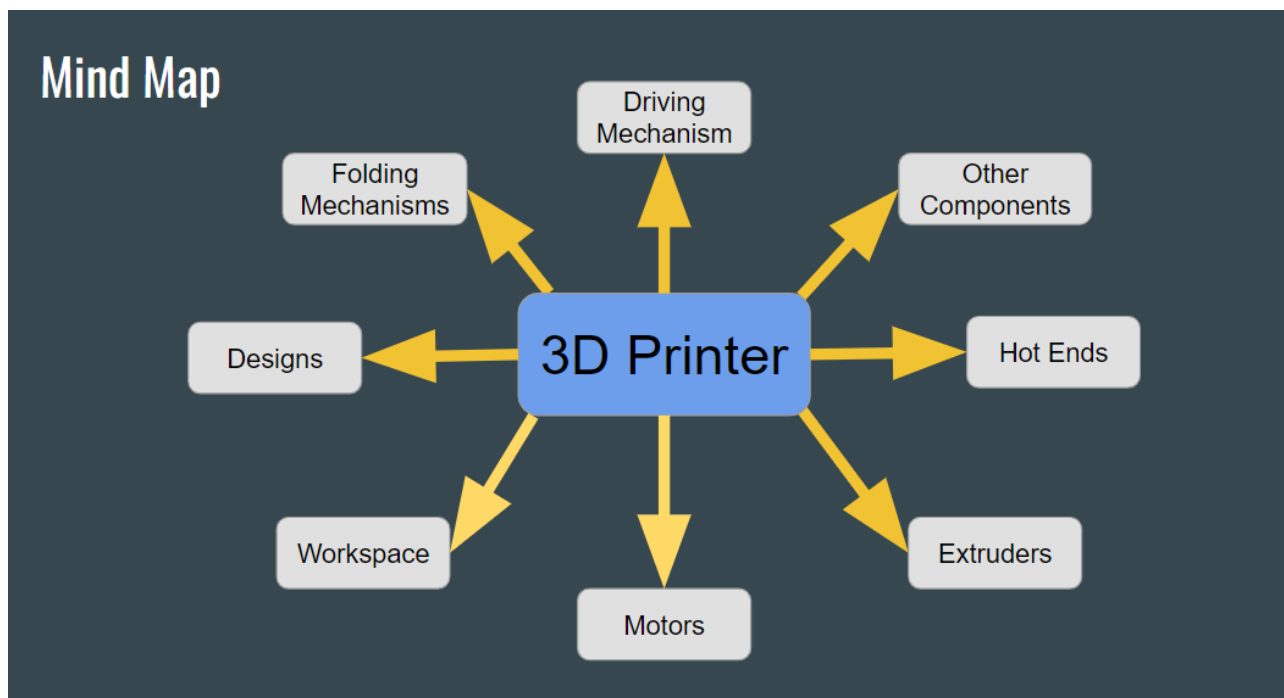 Mind Map
Driving
Mechanism
Folding
Mechanisms
Other
Components
3D Printer
Designs
Hot Ends
Workspace
Extruders
Motors